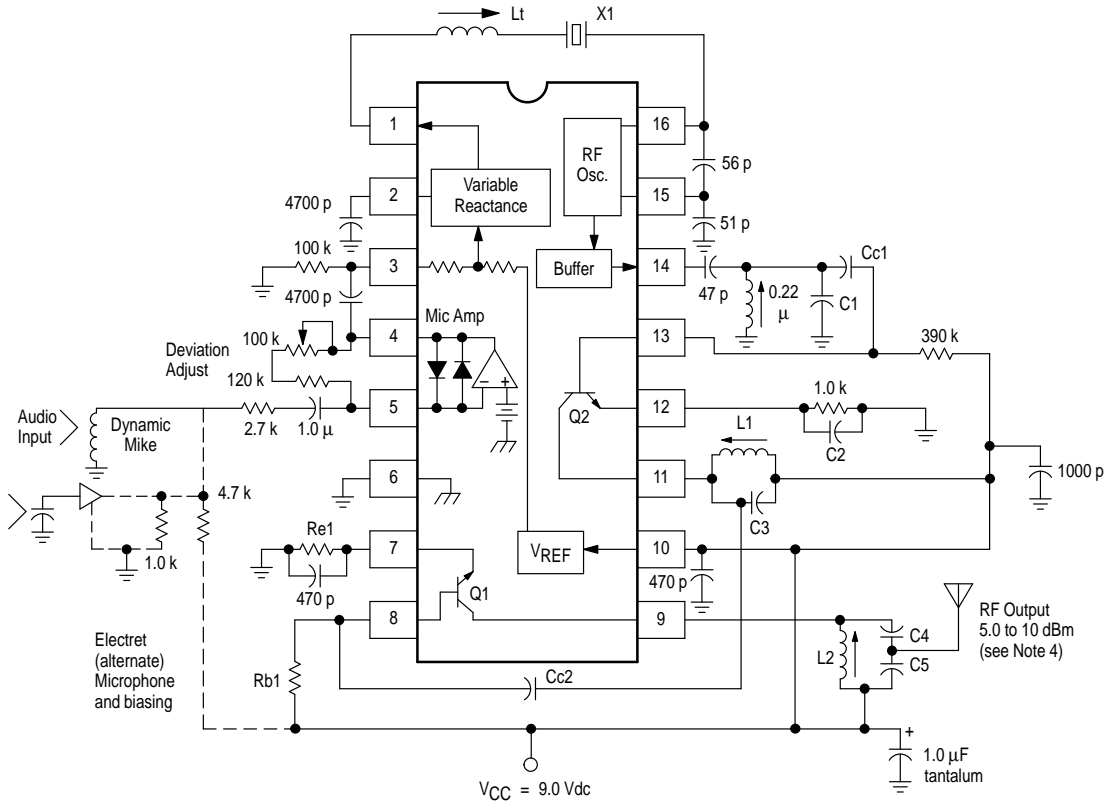 Lt
X1
1
16
RF
Osc.
56 p
Variable
Reactance
4700 p
2
15
51 p
100 k
3
Buffer
14
47 p
0.22
µ
C1
Cc1
4700 p
Mic Amp
100 k
4
13
390 k
Deviation
Adjust
120 k
1.0 k
– +
Q2
12
5
Audio
Input
Dynamic
Mike
2.7 k
1.0 µ
C2
L1
1000 p
6
11
C3
4.7 k
1.0 k
Re1
7
VREF
10
470 p
470 p
Q1
8
9
RF Output
5.0 to 10 dBm
(see Note 4)
C4
C5
L2
Electret
(alternate)
Microphone
and biasing
Rb1
Cc2
+
1.0 µF
tantalum
VCC = 9.0 Vdc